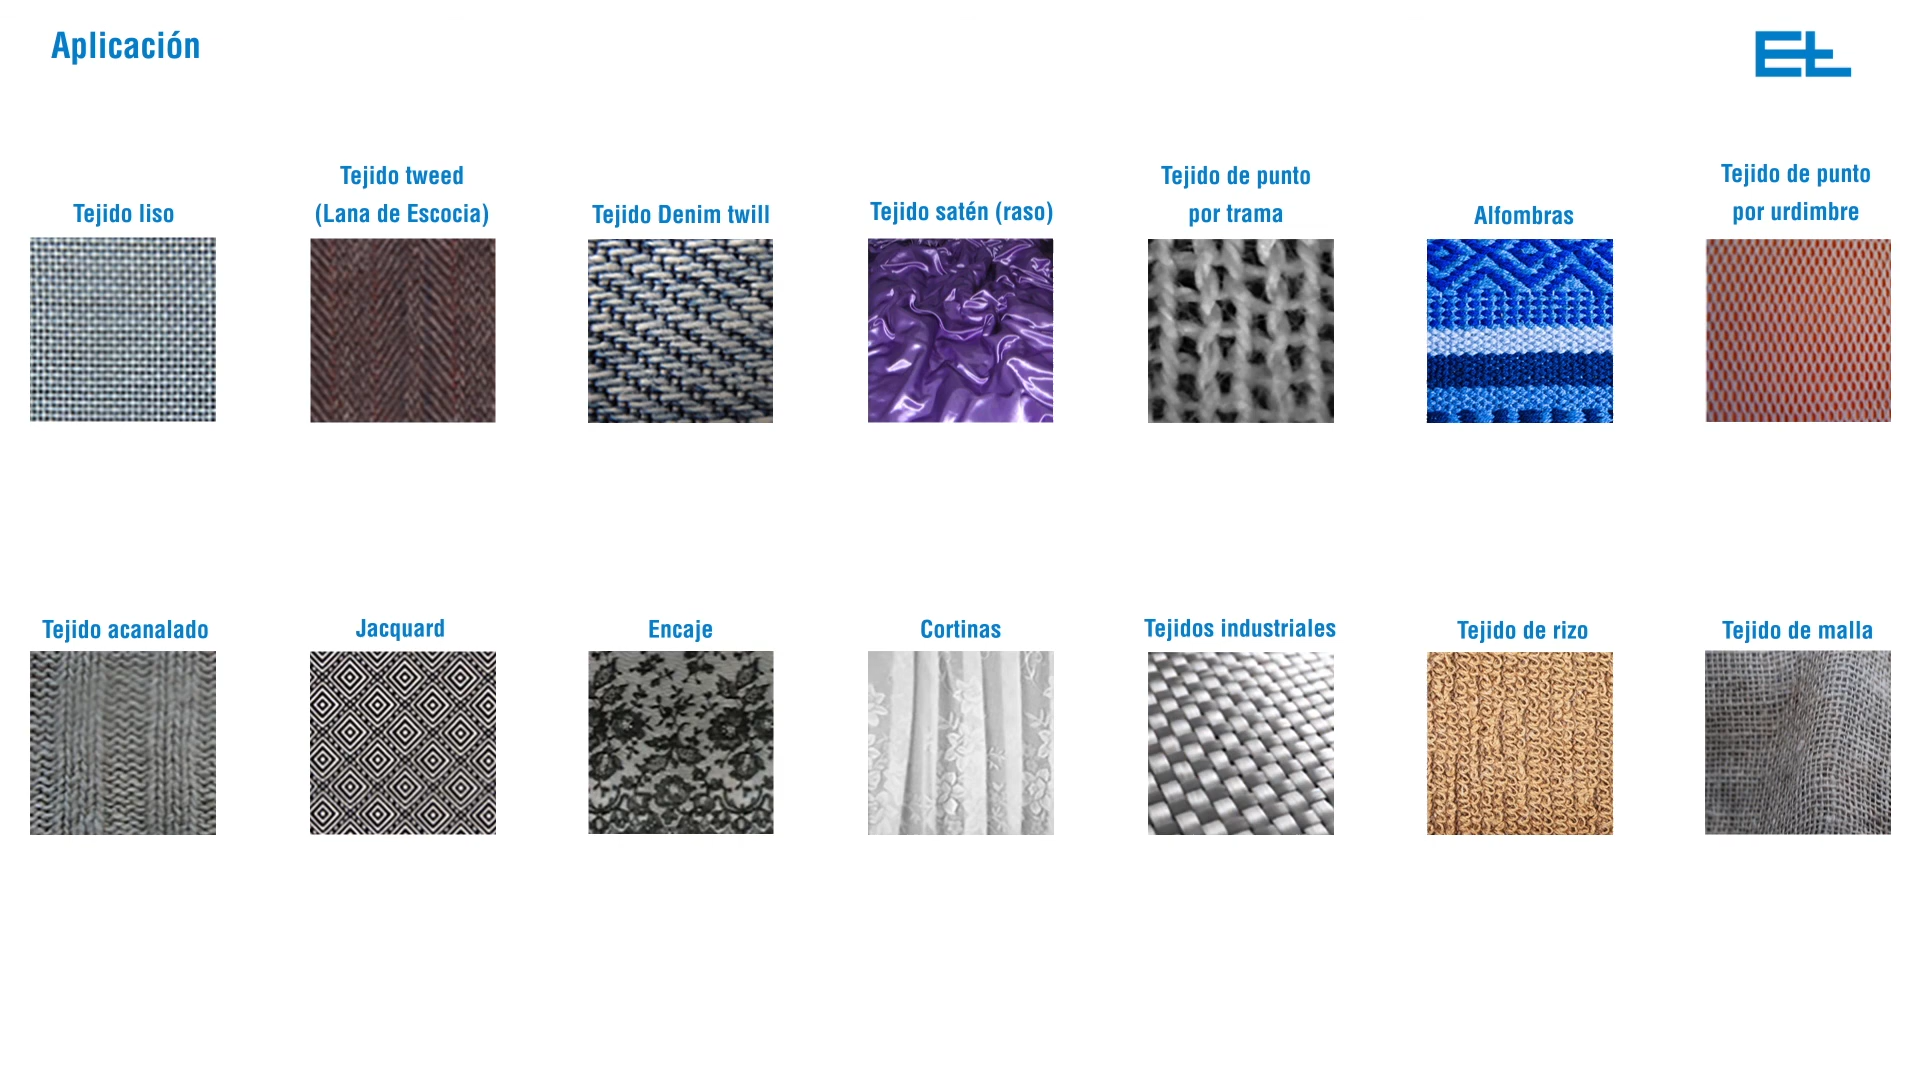 Aplicación
Tejido liso
Tejido tweed
(Lana de Escocia)
Tejido Denim twill
Tejido satén (raso)
Tejido de punto
por trama
Alfombras
Tejido de punto
por urdimbre
Tejido acanalado
Jacquard
Encaje
Cortinas
Tejidos industriales
Tejido de rizo
Tejido de malla